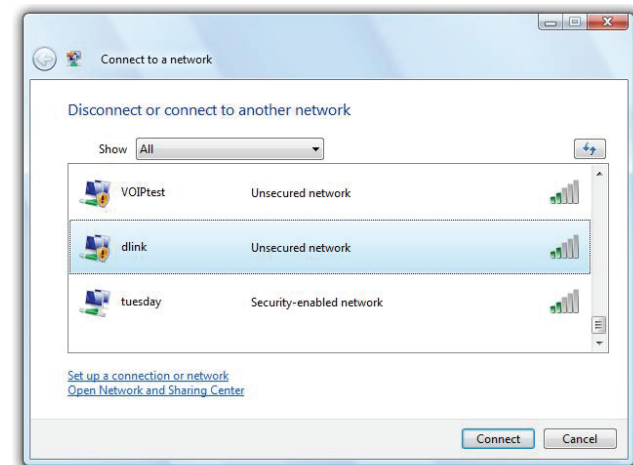 Connect to a network
Disconnect or connect to another network
Show All
VOIPtest Unsecured network
dlink Unsecured network
tuesday Security-enabled network
Set up a connection or network
Open Network and Sharing Center
Connect Cancel